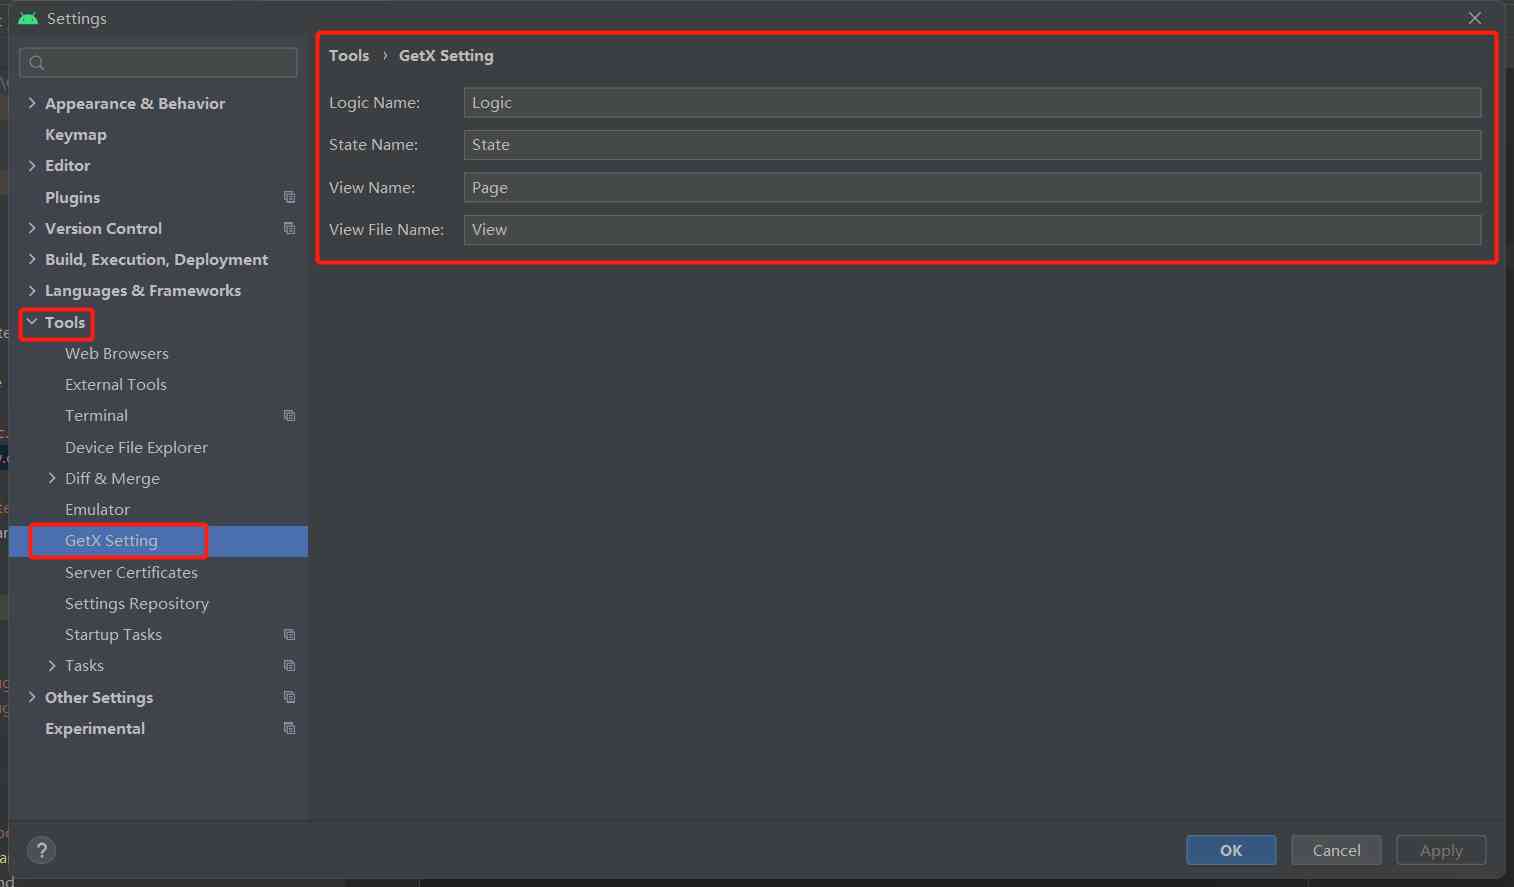 Settings
Appearance & Behavior
Keymap
Editor
Plugins
Version Control
Build, Execution, Deployment
Languages & Frameworks
Tools
Web Browsers
External Tools
Terminal
Device File Explorer
Diff & Merge
Emulator
GetX Setting
Server Certificates
Settings Repository
Startup Tasks
Tasks
Other Settings
Experimental
Tools › GetX Setting
Logic Name: Logic
State Name: State
View Name: Page
View File Name: View
?
OK Cancel Apply